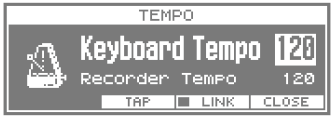 TEMPO
Keyboard Tempo 120
Recorder Tempo 120
TAP LINK CLOSE